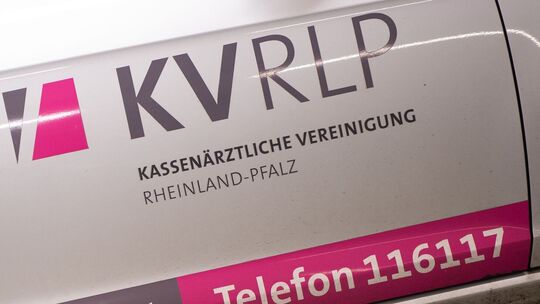 KVRLP
KASSENÄRZTLICHE VEREINIGUNG
RHEINLAND-PFALZ
Telefon 116117